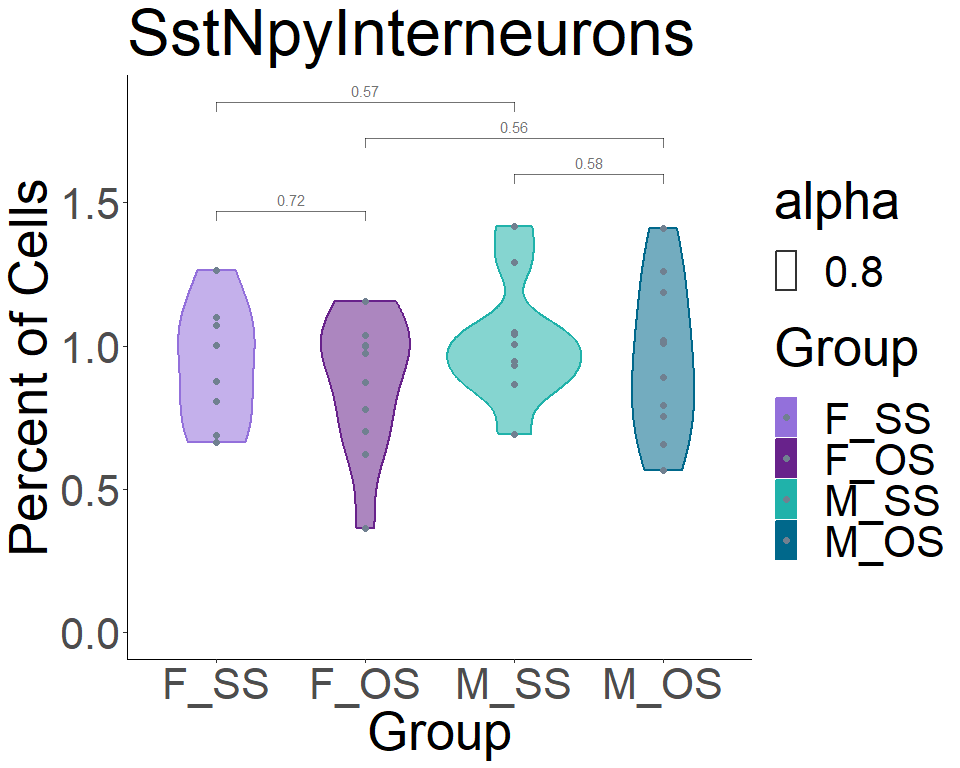 SstNpyInterneurons
0.57
0.56
0.58
0.72
Percent of Cells
1.5
1.0
0.5
0.0
F_SS F_OS M_SS M_OS
Group
alpha
0.8
Group
F_SS
F_OS
M_SS
M_OS